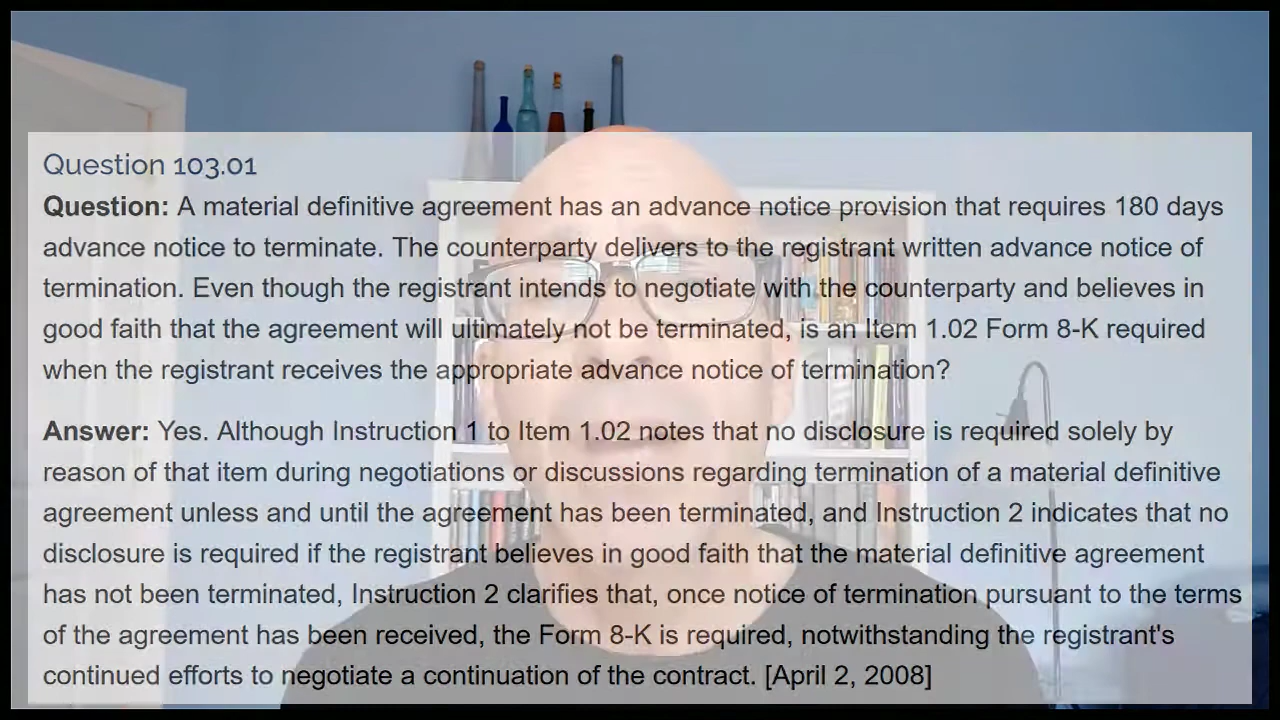 Question 103.01
Question: A material definitive agreement has an advance notice provision that requires 180 days
advance notice to terminate. The counterparty delivers to the registrant written advance notice of
termination. Even though the registrant intends to negotiate with the counterparty and believes in
good faith that the agreement will ultimately not be terminated, is an Item 1.02 Form 8-K required
when the registrant receives the appropriate advance notice of termination?
Answer: Yes. Although Instruction 1 to Item 1.02 notes that no disclosure is required solely by
reason of that item during negotiations or discussions regarding termination of a material definitive
agreement unless and until the agreement has been terminated, and Instruction 2 indicates that no
disclosure is required if the registrant believes in good faith that the material definitive agreement
has not been terminated, Instruction 2 clarifies that, once notice of termination pursuant to the terms
of the agreement has been received, the Form 8-K is required, notwithstanding the registrant's
continued efforts to negotiate a continuation of the contract. [April 2, 2008]